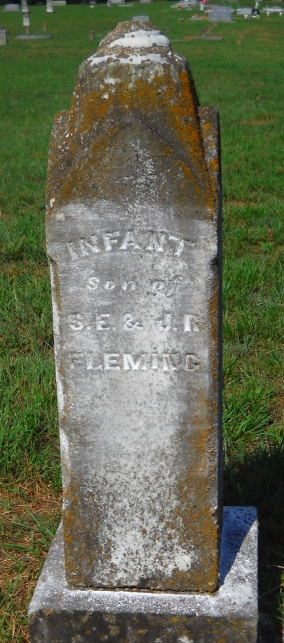 INFANT
Son of
S.E. & J.R
FLEMING